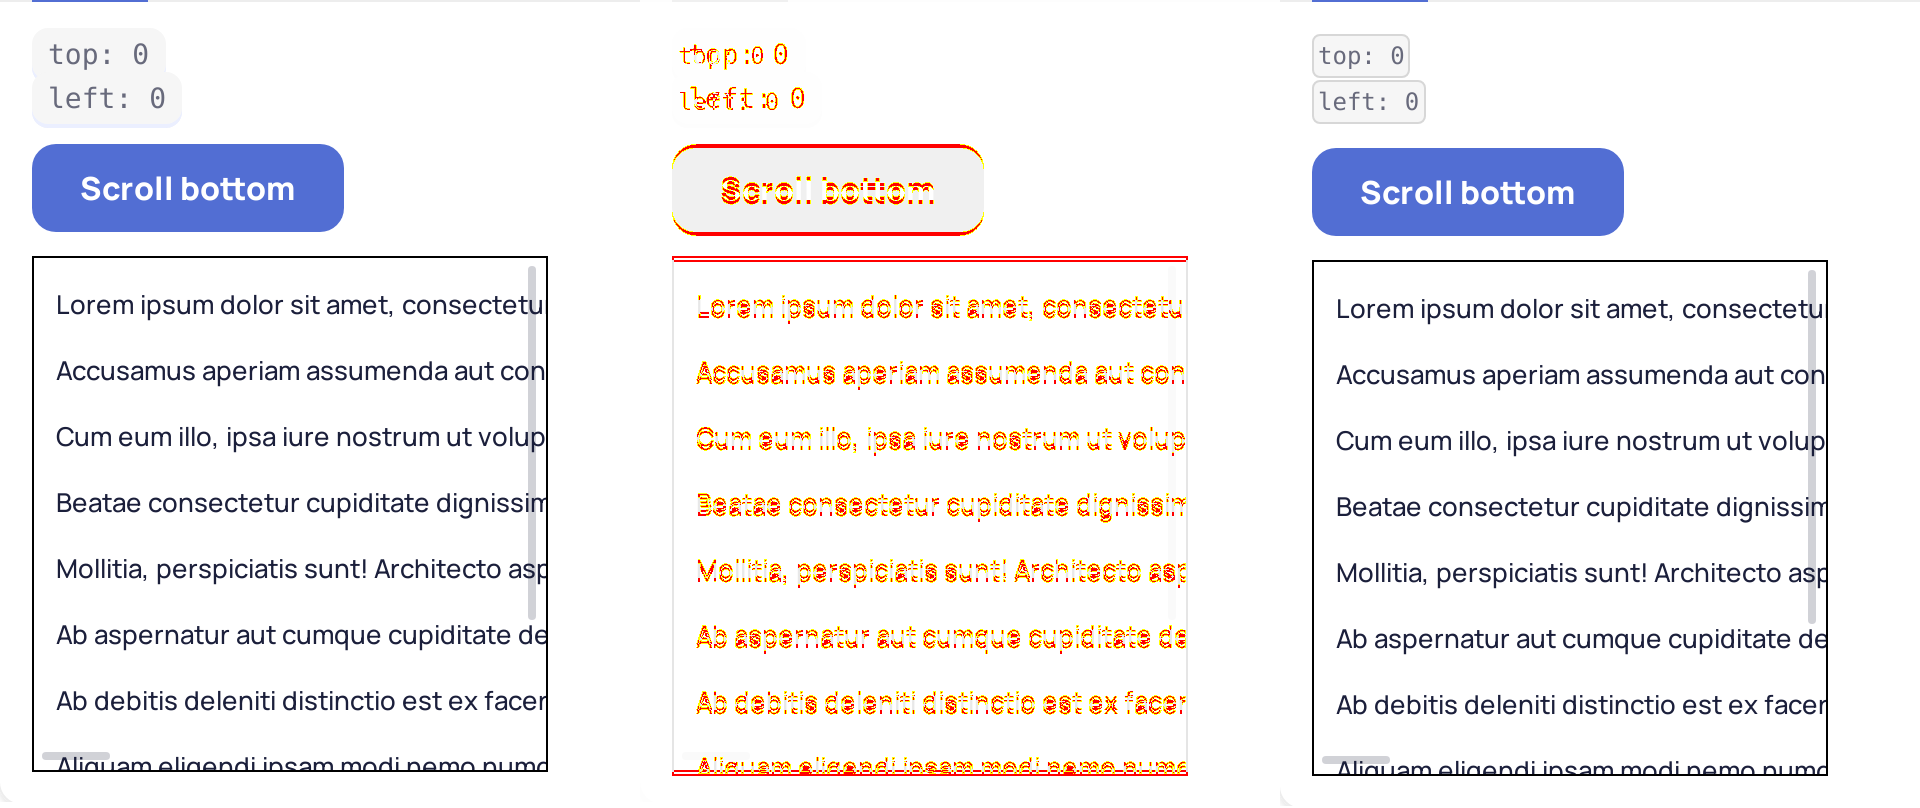 top: 0
left: 0
Scroll bottom
Lorem ipsum dolor sit amet, consectetu
Accusamus aperiam assumenda aut con
Cum eum illo, ipsa iure nostrum ut volup
Beatae consectetur cupiditate dignissim
Mollitia, perspiciatis sunt! Architecto asp
Ab aspernatur aut cumque cupiditate de
Ab debitis deleniti distinctio est ex facer
Aliquam eligendi ipsam modi nemo numq
top: 0
left: 0
Scroll bottom
Lorem ipsum dolor sit amet, consectetu
Accusamus aperiam assumenda aut con
Cum eum illo, ipsa iure nostrum ut volup
Beatae consectetur cupiditate dignissim
Mollitia, perspiciatis sunt! Architecto asp
Ab aspernatur aut cumque cupiditate de
Ab debitis deleniti distinctio est ex facer
Aliquam eligendi ipsam modi nemo
top: 0
left: 0
Scroll bottom
Lorem ipsum dolor sit amet, consectetu
Accusamus aperiam assumenda aut con
Cum eum illo, ipsa iure nostrum ut volup
Beatae consectetur cupiditate dignissim
Mollitia, perspiciatis sunt! Architecto asp
Ab aspernatur aut cumque cupiditate de
Ab debitis deleniti distinctio est ex facer
Aliquam eligendi ipsam modi nemo numq